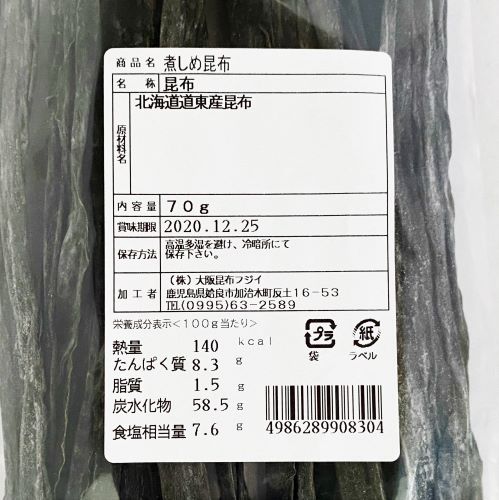 商品名 煮しめ昆布
名称 昆布
原材料名 北海道道東産昆布
内容量 70g
賞味期限 2020.12.25
保存方法 高温多湿を避け、冷暗所にて
保存下さい。
加工者 (株)大阪昆布フジイ
鹿児島県姶良市加治木町反土16-53
TEL(0995)63-2589
栄養成分表示<100g当たり>
熱量 140 kcal
たんぱく質 8.3 g
脂質 1.5 g
炭水化物 58.5 g
食塩相当量 7.6 g
プラ 紙
袋 ラベル
4986289908304